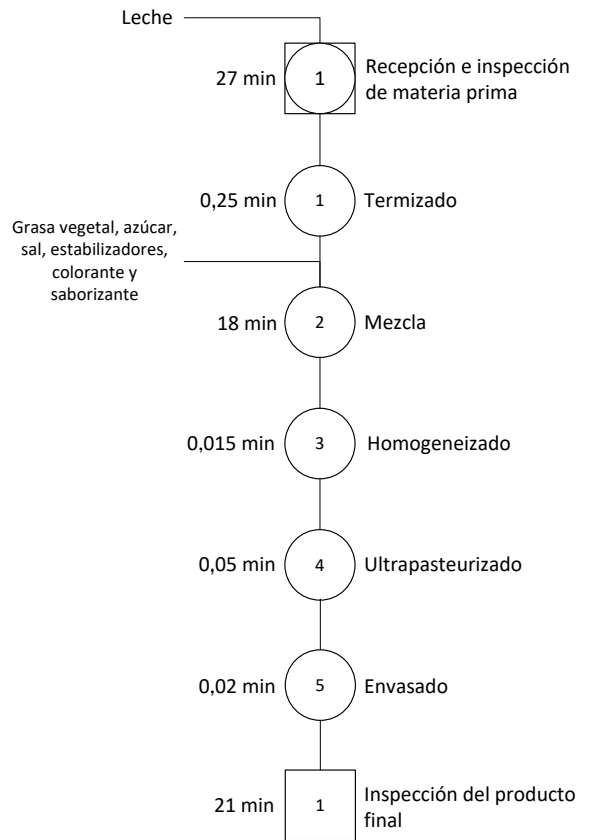 Leche
27 min
1
Recepción e inspección
de materia prima
0,25 min
1
Termizado
Grasa vegetal, azúcar,
sal, estabilizadores,
colorante y
saborizante
18 min
2
Mezcla
0,015 min
3
Homogeneizado
0,05 min
4
Ultrapasteurizado
0,02 min
5
Envasado
21 min
1
Inspección del producto
final